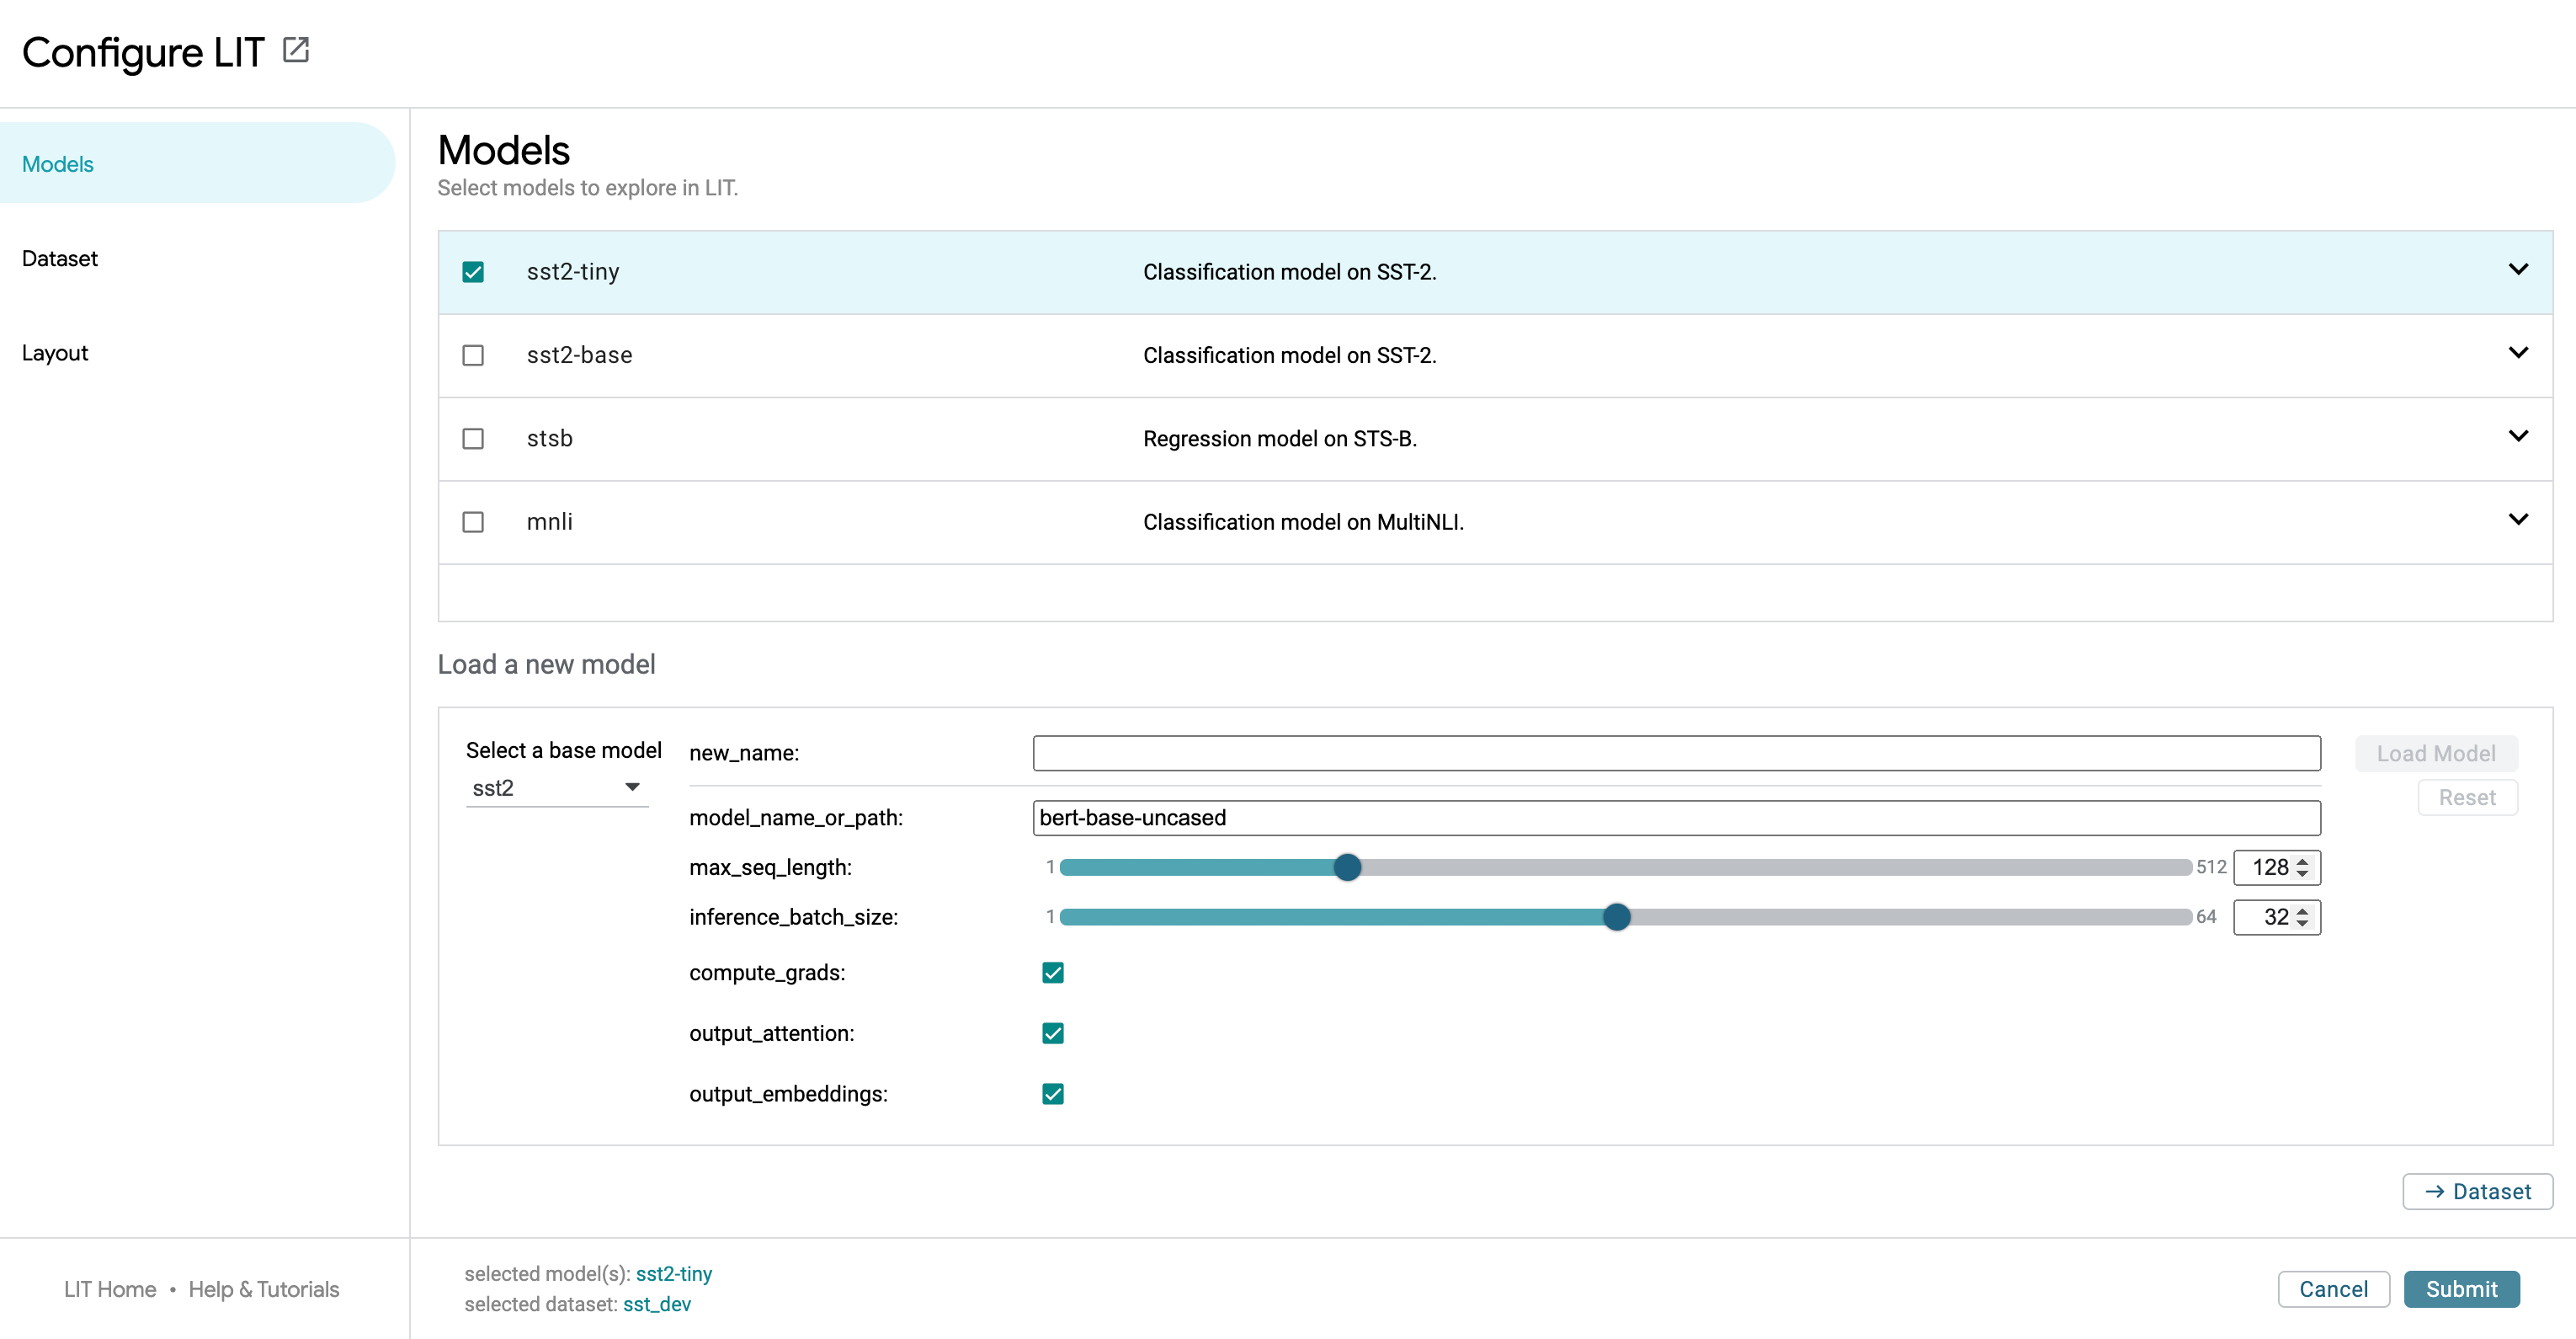 Configure LIT
Models
Dataset
Layout
Models
Select models to explore in LIT.
sst2-tiny Classification model on SST-2.
sst2-base Classification model on SST-2.
stsb Regression model on STS-B.
mnli Classification model on MultiNLI.
Load a new model
Select a base model
sst2
new_name:
model_name_or_path: bert-base-uncased
max_seq_length: 1 512 128
inference_batch_size: 1 64 32
compute_grads:
output_attention:
output_embeddings:
Load Model
Reset
→ Dataset
LIT Home • Help & Tutorials
selected model(s): sst2-tiny
selected dataset: sst_dev
Cancel Submit